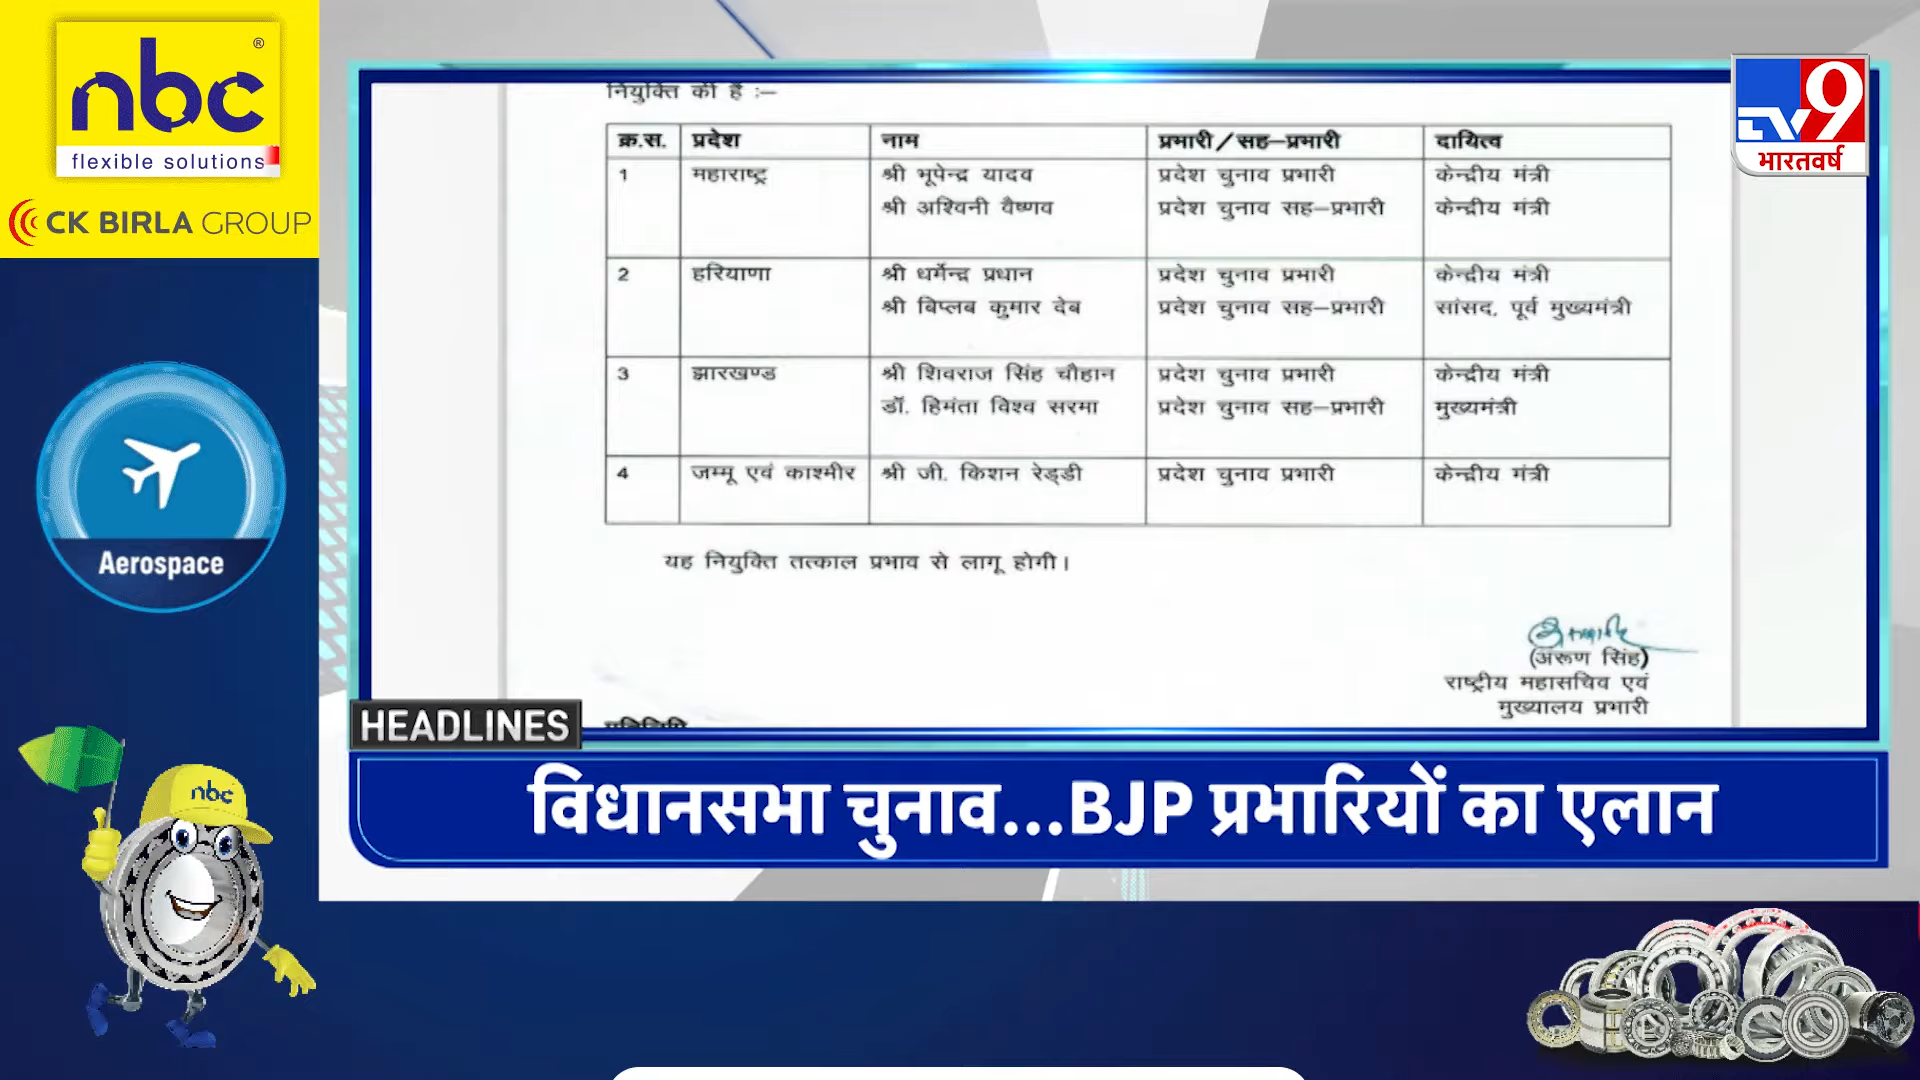 nbc
®
flexible solutions
CK BIRLA GROUP
Aerospace
nbc
TV9
भारतवर्ष
नियुक्ति की है :–
क्र.स. प्रदेश नाम प्रभारी/सह–प्रभारी दायित्व
1 महाराष्ट्र श्री भूपेन्द्र यादव प्रदेश चुनाव प्रभारी केन्द्रीय मंत्री
श्री अश्विनी वैष्णव प्रदेश चुनाव सह–प्रभारी केन्द्रीय मंत्री
2 हरियाणा श्री धर्मेन्द्र प्रधान प्रदेश चुनाव प्रभारी केन्द्रीय मंत्री
श्री बिप्लब कुमार देब प्रदेश चुनाव सह–प्रभारी सांसद, पूर्व मुख्यमंत्री
3 झारखण्ड श्री शिवराज सिंह चौहान प्रदेश चुनाव प्रभारी केन्द्रीय मंत्री
डॉ. हिमंता विश्व सरमा प्रदेश चुनाव सह–प्रभारी मुख्यमंत्री
4 जम्मू एवं काश्मीर श्री जी. किशन रेड्डी प्रदेश चुनाव प्रभारी केन्द्रीय मंत्री
यह नियुक्ति तत्काल प्रभाव से लागू होगी।
(अरूण सिंह)
राष्ट्रीय महासचिव एवं
मुख्यालय प्रभारी
HEADLINES
विधानसभा चुनाव...BJP प्रभारियों का एलान